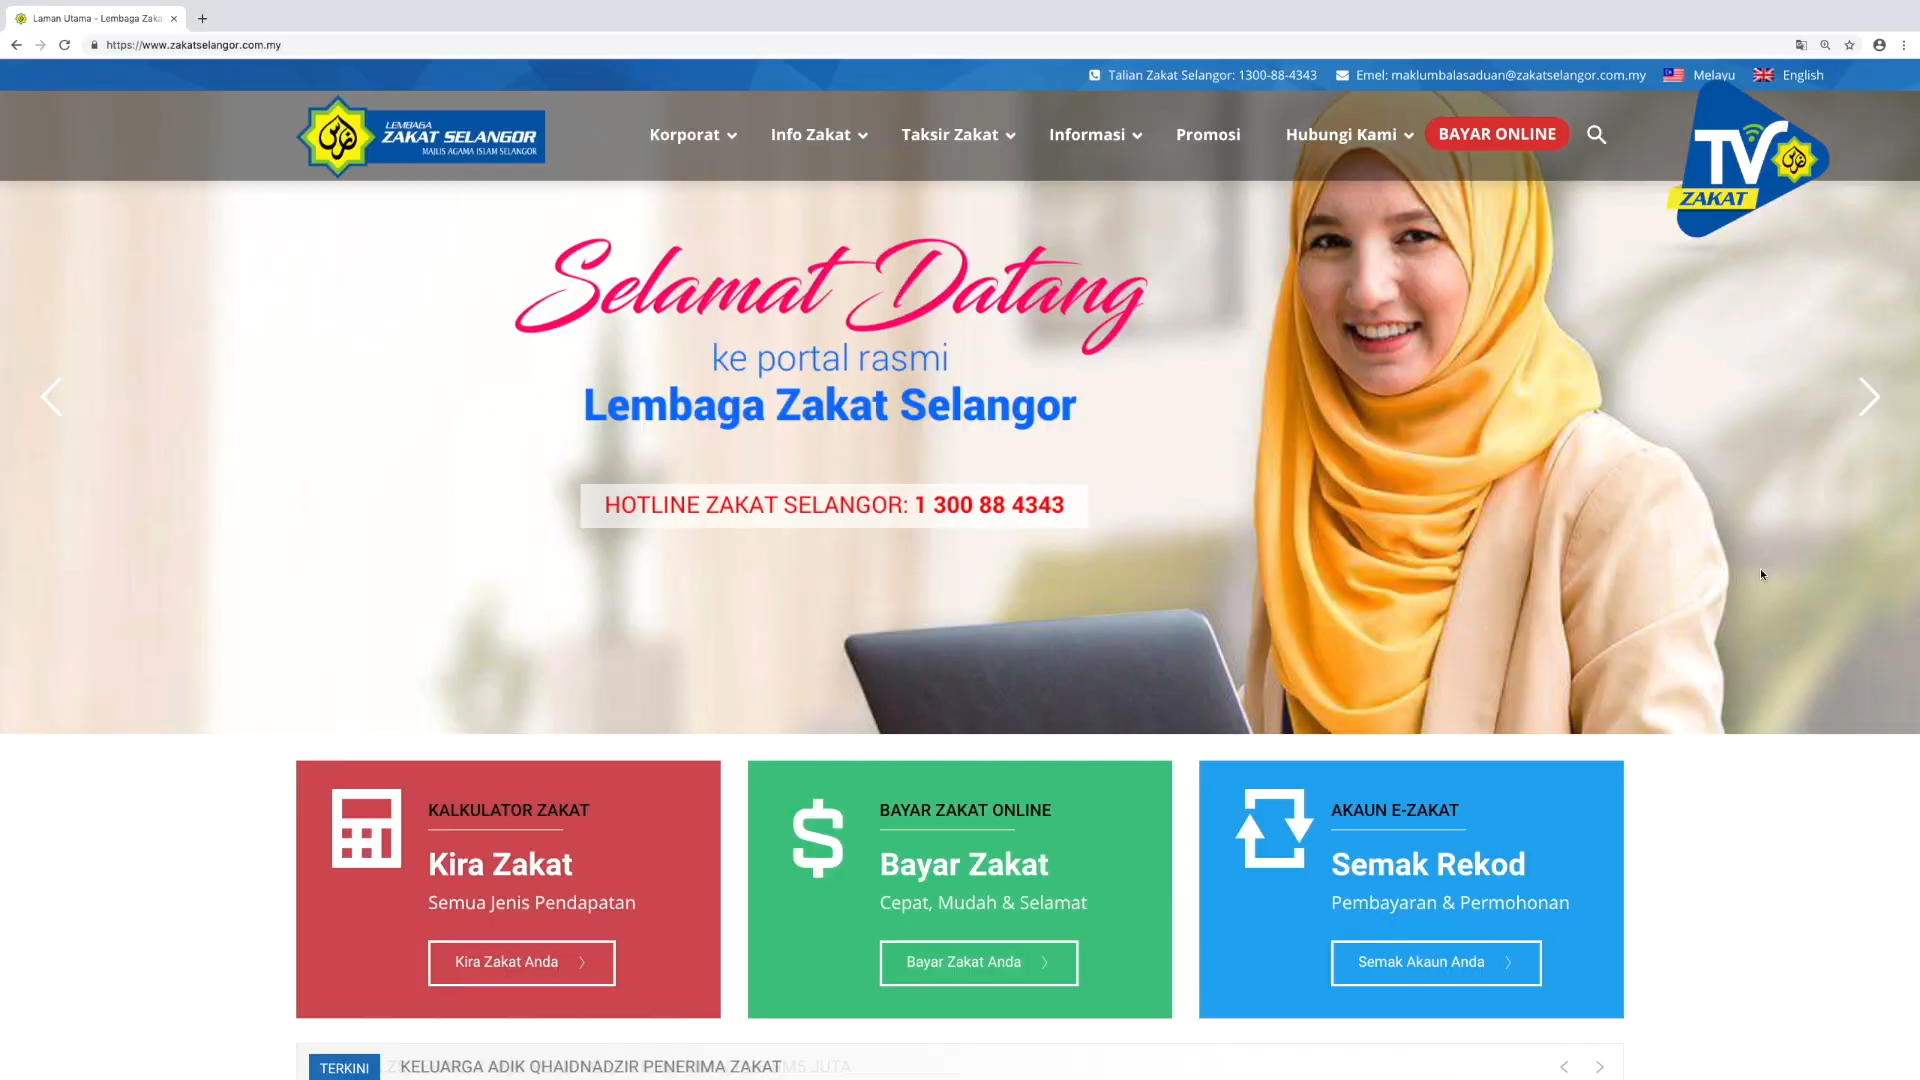 Laman Utama - Lembaga Zaka
https://www.zakatselangor.com.my
Talian Zakat Selangor: 1300-88-4343
Emel: maklumbalasaduan@zakatselangor.com.my
Melayu
English
LEMBAGA
ZAKAT SELANGOR
MAJLIS AGAMA ISLAM SELANGOR
Korporat
Info Zakat
Taksir Zakat
Informasi
Promosi
Hubungi Kami
BAYAR ONLINE
TV
ZAKAT
Selamat Datang
ke portal rasmi
Lembaga Zakat Selangor
HOTLINE ZAKAT SELANGOR: 1 300 88 4343
KALKULATOR ZAKAT
Kira Zakat
Semua Jenis Pendapatan
Kira Zakat Anda
BAYAR ZAKAT ONLINE
Bayar Zakat
Cepat, Mudah & Selamat
Bayar Zakat Anda
AKAUN E-ZAKAT
Semak Rekod
Pembayaran & Permohonan
Semak Akaun Anda
TERKINI
KELUARGA ADIK QHAIDNADZIR PENERIMA ZAKAT